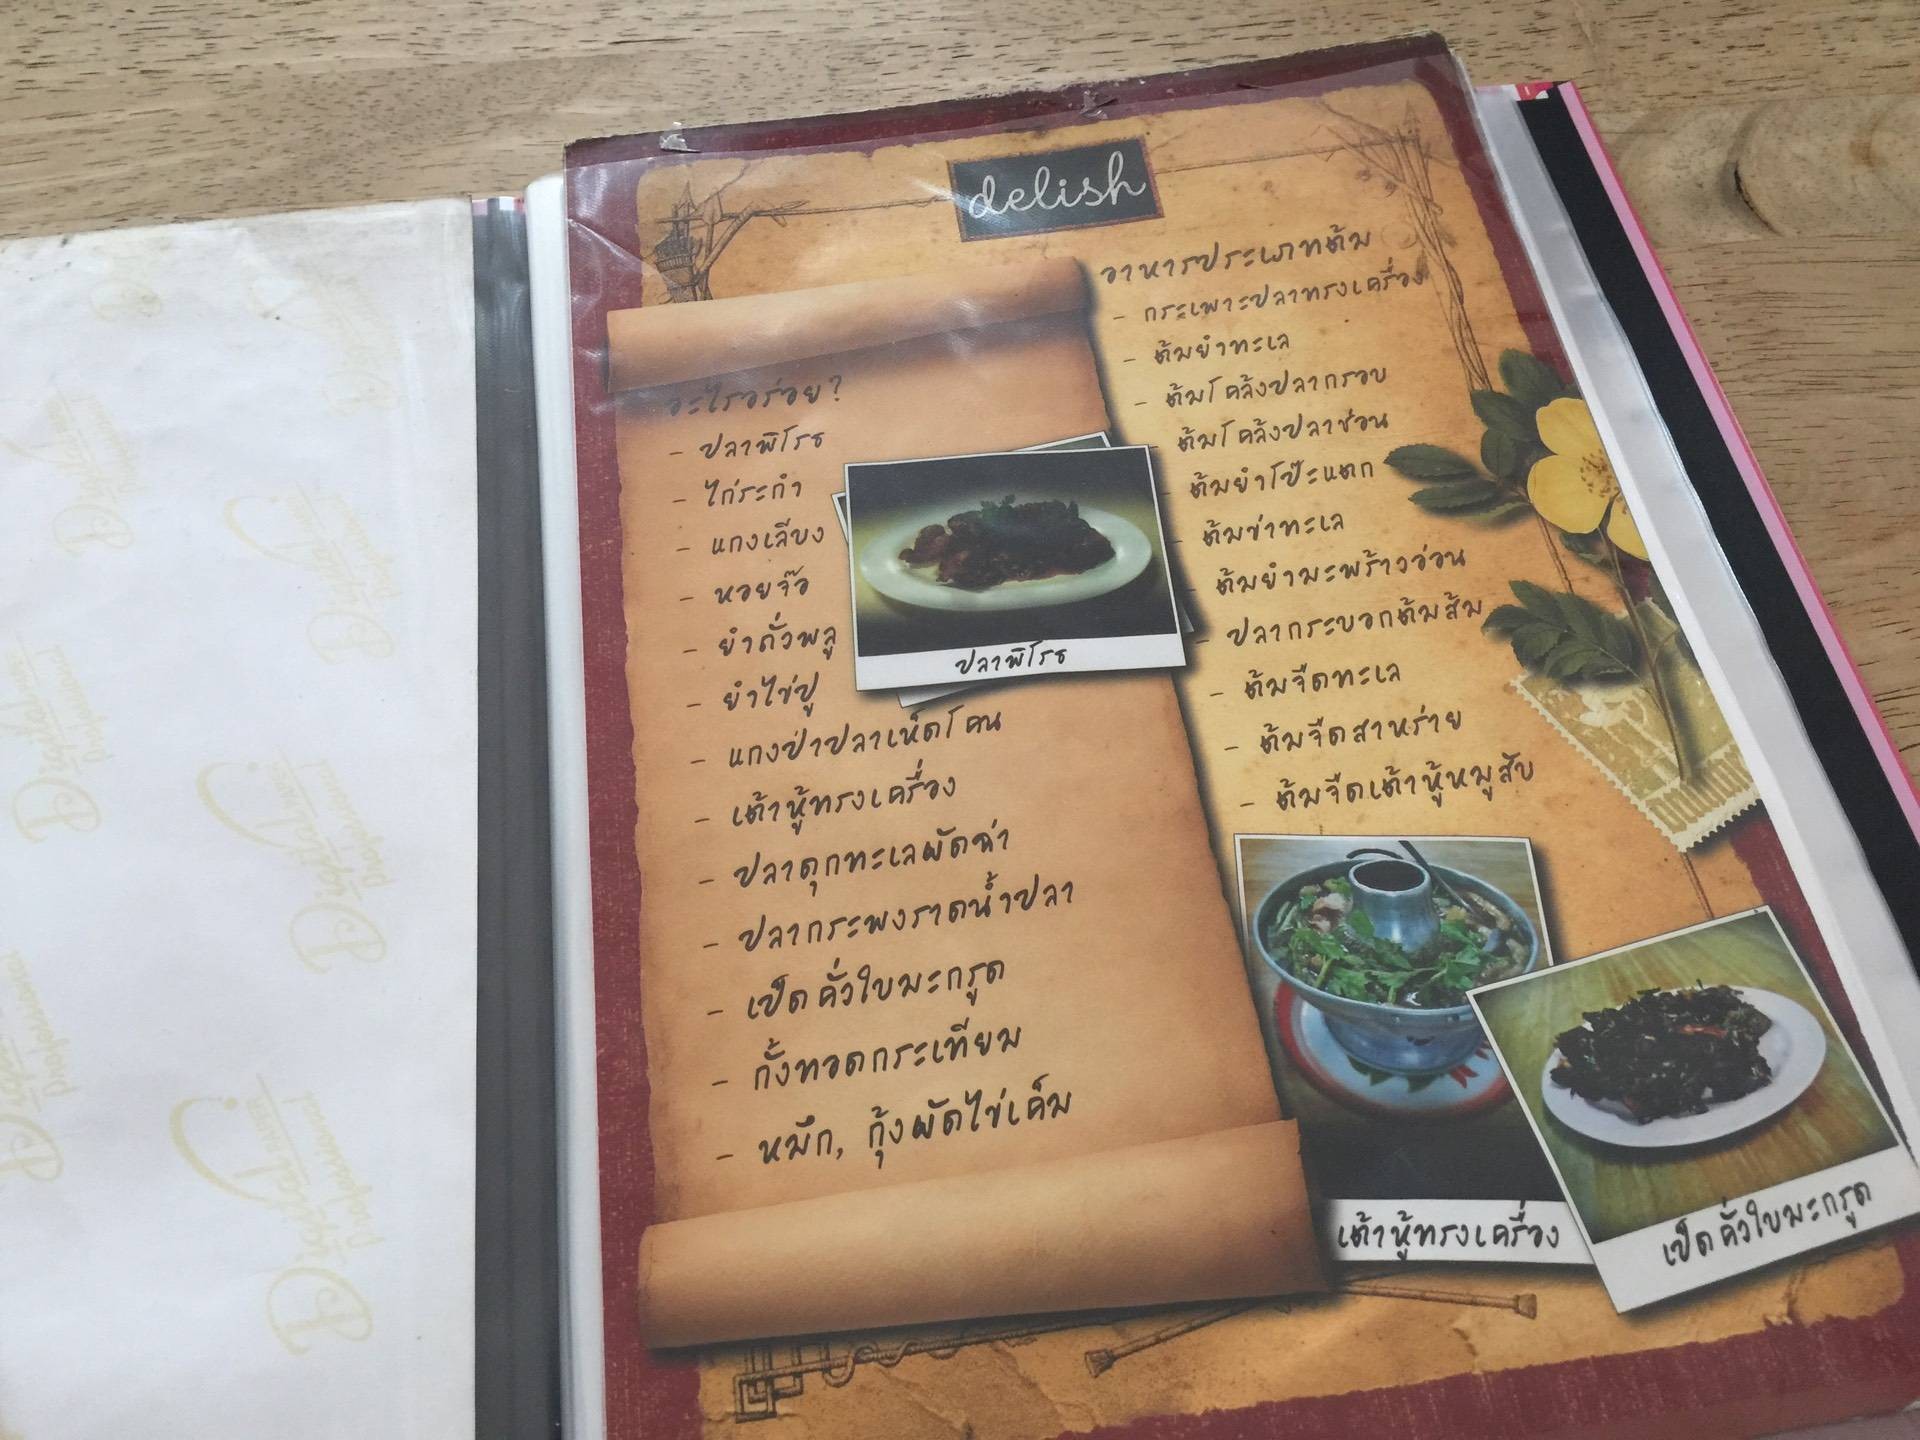 delish
อะไรอร่อย?
- ปลาพิโรธ
- ไก่ระกำ
- แกงเลียง
- หอยจ๊อ
- ยำถั่วพลู
- ยำไข่ปู
- แกงป่าปลาเห็ดโคน
- เต้าหู้ทรงเครื่อง
- ปลาดุกทะเลผัดฉ่า
- ปลากระพงราดน้ำปลา
- เป็ดคั่วใบมะกรูด
- กั้งทอดกระเทียม
- หมึก, กุ้งผัดไข่เค็ม
ปลาพิโรธ
อาหารประเภทต้ม
- กระเพาะปลาทรงเครื่อง
- ต้มยำทะเล
- ต้มโคล้งปลากรอบ
- ต้มโคล้งปลาช่อน
- ต้มยำโป๊ะแตก
- ต้มข่าทะเล
- ต้มยำมะพร้าวอ่อน
- ปลากระบอกต้มส้ม
- ต้มจืดทะเล
- ต้มจืดสาหร่าย
- ต้มจืดเต้าหู้หมูสับ
เต้าหู้ทรงเครื่อง
เป็ดคั่วใบมะกรูด